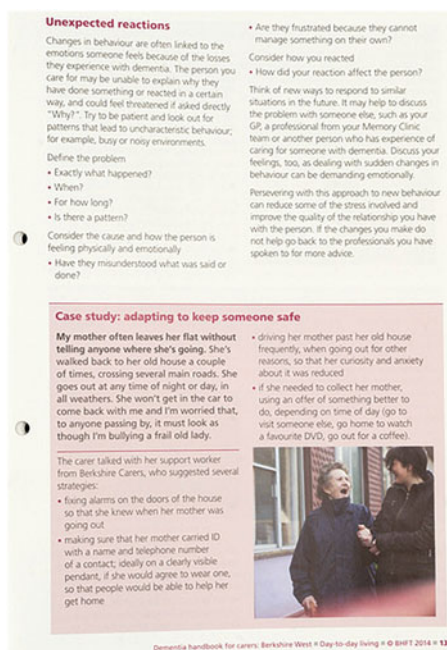 Unexpected reactions
Changes in behaviour are often linked to the
emotions someone feels because of the losses
they experience with dementia. The person you
care for may be unable to explain why they
have done something or reacted in a certain
way, and could feel threatened if asked directly
"Why?". Try to be patient and look out for
patterns that lead to uncharacteristic behaviour;
for example, busy or noisy environments.
Define the problem
• Exactly what happened?
• When?
• For how long?
• Is there a pattern?
Consider the cause and how the person is
feeling physically and emotionally
• Have they misunderstood what was said or
done?
• Are they frustrated because they cannot
manage something on their own?
Consider how you reacted
• How did your reaction affect the person?
Think of new ways to respond to similar
situations in the future. It may help to discuss
the problem with someone else, such as your
GP, a professional from your Memory Clinic
team or another person who has experience of
caring for someone with dementia. Discuss your
feelings, too, as dealing with sudden changes in
behaviour can be demanding emotionally.
Persevering with this approach to new behaviour
can reduce some of the stress involved and
improve the quality of the relationship you have
with the person. If the changes you make do
not help go back to the professionals you have
spoken to for more advice.
Case study: adapting to keep someone safe
My mother often leaves her flat without
telling anyone where she's going. She's
walked back to her old house a couple
of times, crossing several main roads. She
goes out at any time of night or day, in
all weathers. She won't get in the car to
come back with me and I'm worried that,
to anyone passing by, it must look as
though I'm bullying a frail old lady.
The carer talked with her support worker
from Berkshire Carers, who suggested several
strategies:
• fixing alarms on the doors of the house
so that she knew when her mother was
going out
• making sure that her mother carried ID
with a name and telephone number
of a contact; ideally on a clearly visible
pendant, if she would agree to wear one,
so that people would be able to help her
get home
• driving her mother past her old house
frequently, when going out for other
reasons, so that her curiosity and anxiety
about it was reduced
• if she needed to collect her mother,
using an offer of something better to
do, depending on time of day (go to
visit someone else, go home to watch
a favourite DVD, go out for a coffee).
Dementia handbook for carers: Berkshire West ■ Day-to-day living ■ © BHFT 2014 ■ 13